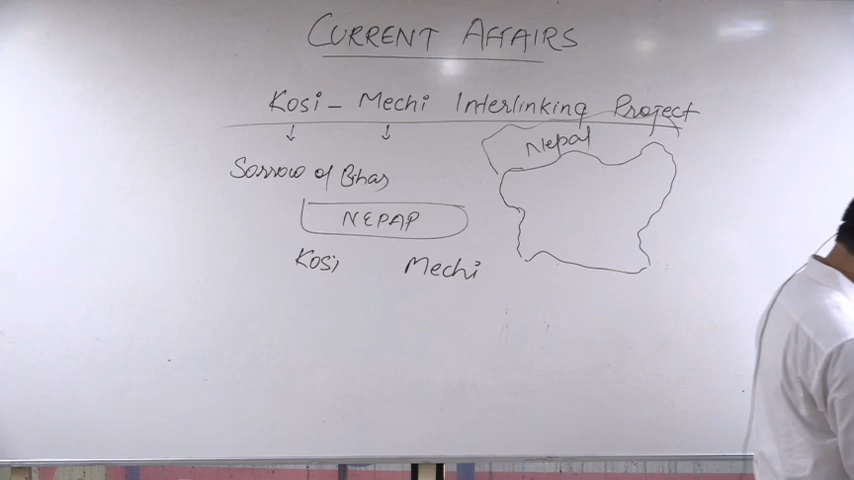 CURRENT AFFAIRS
Kosi - Mechi Interlinking Project
Nepal
Sorrow of Bihar
NEPAP
Kosi Mechi